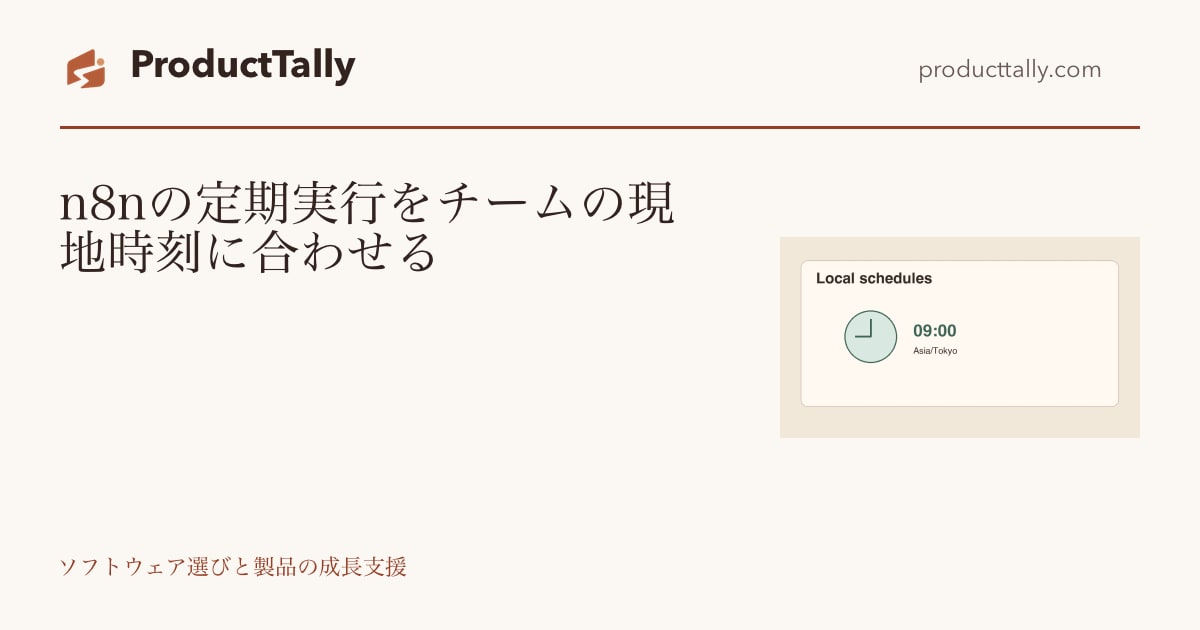 ProductTally
producttally.com
n8nの定期実行をチームの現
地時刻に合わせる
Local schedules
09:00
Asia/Tokyo
ソフトウェア選びと製品の成長支援